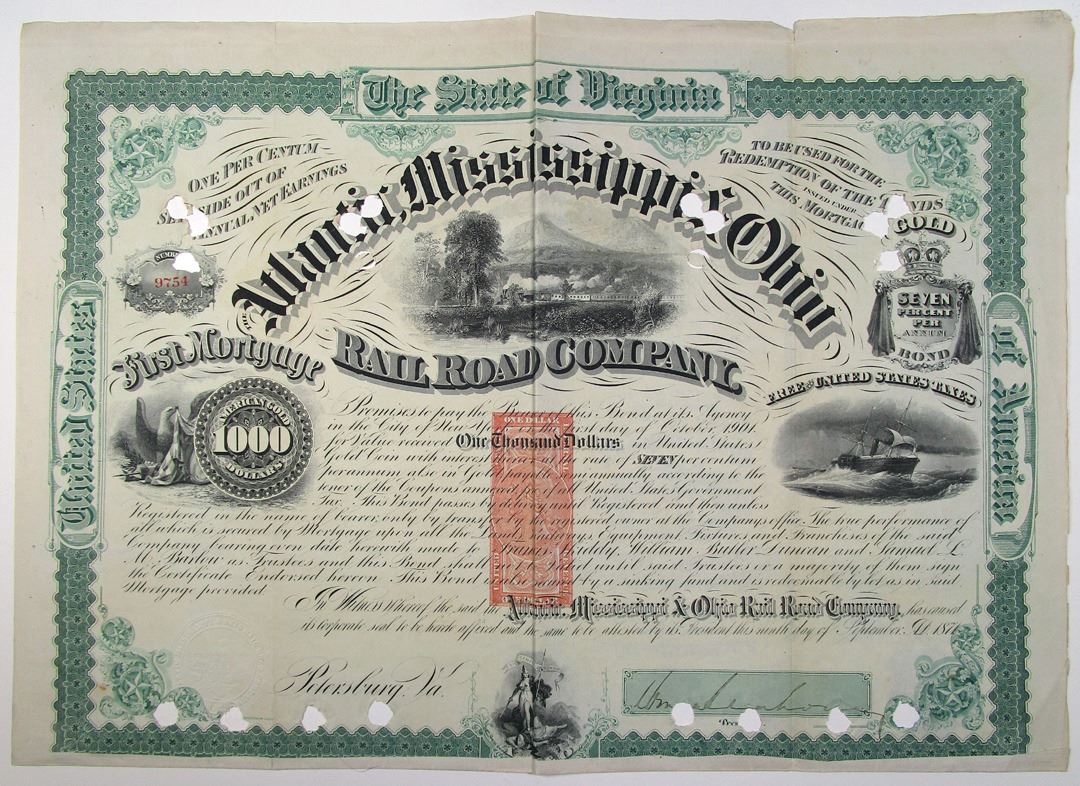 The State of Virginia
ONE PER CENTUM
SET ASIDE OUT OF
ANNUAL NET EARNINGS
TO BE USED FOR THE
REDEMPTION OF THE BONDS
ISSUED UNDER
THIS MORTGAGE
The Atlantic, Mississippi & Ohio
RAIL ROAD COMPANY.
NUMBER
9754
GOLD
SEVEN
PER CENT
PER
ANNUM
BOND
First Mortgage
FREE OF UNITED STATES TAXES
United States
of America
AMERICAN GOLD
1000
DOLLARS
Promises to pay the this Bond at its Agency
in the City of New first day of October 1901.
for Value received One Thousand Dollars in United States
Gold Coin with interest rate of SEVEN per centum
per annum also in Gold annually according to the
tenor of the Coupons annexed United States Government
Tax. This Bond passes by delivery Registered and then unless
Registered in the name of bearer, only by transfer by the registered owner at the Companys office. The true performance of
all which is secured by Mortgage upon all the Equipment Fixtures and Franchises of the said
Company bearing even date herewith made to William Butler Duncan and Samuel L.
M. Barlow as Trustees and this Bond shall until said Trustees or a majority of them sign
the Certificate Endorsed hereon. This Bond by a sinking fund and is redeemable by lot as in said
Mortgage provided.
In Witness whereof the said the Atlantic, Mississippi & Ohio Rail Road Company, has caused
its corporate seal to be hereto affixed and the same to be attested by its President this ninth day of September A.D. 1871
ONE DOLLAR
Petersburg, Va.